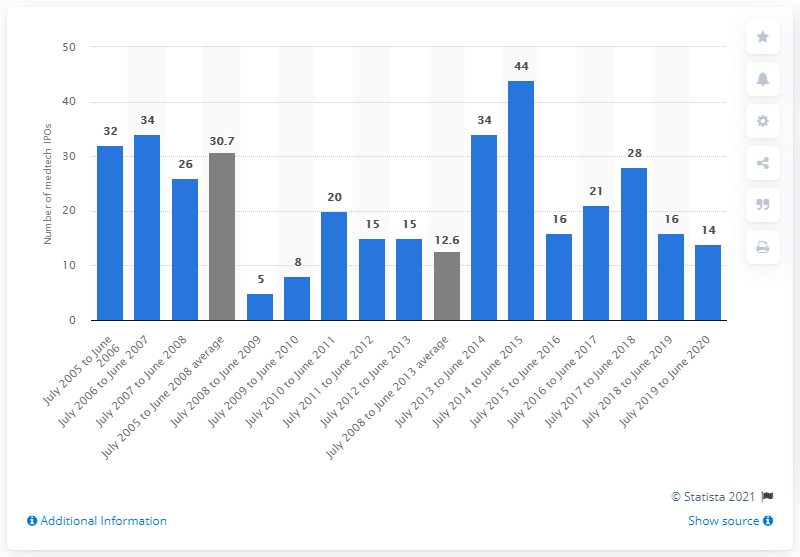 50
40
30
20
10
0
Number of medtech IPOs
32
34
26
30.7
5
8
20
15
15
12.6
34
44
16
21
28
16
14
July 2005 to June
2006
July 2006 to June 2007
July 2007 to June 2008
July 2005 to June 2008 average
July 2008 to June 2009
July 2009 to June 2010
July 2010 to June 2011
July 2011 to June 2012
July 2012 to June 2013
July 2008 to June 2013 average
July 2013 to June 2014
July 2014 to June 2015
July 2015 to June 2016
July 2016 to June 2017
July 2017 to June 2018
July 2018 to June 2019
July 2019 to June 2020
© Statista 2021
Additional Information
Show source